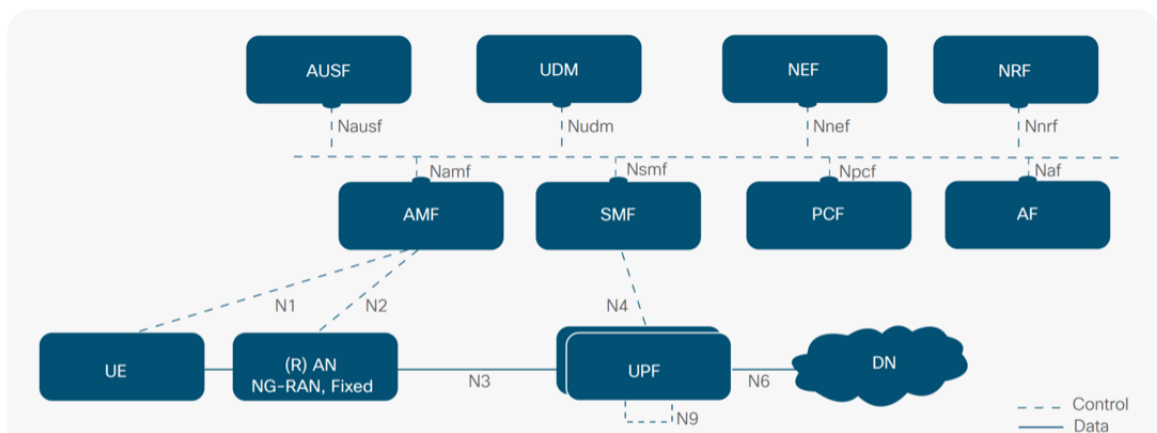 AUSF
UDM
NEF
NRF
Nausf
Nudm
Nnef
Nnrf
Namf
Nsmf
Npcf
Naf
AMF
SMF
PCF
AF
N1
N2
N4
UE
(R) AN
NG-RAN, Fixed
N3
UPF
N6
DN
N9
Control
Data